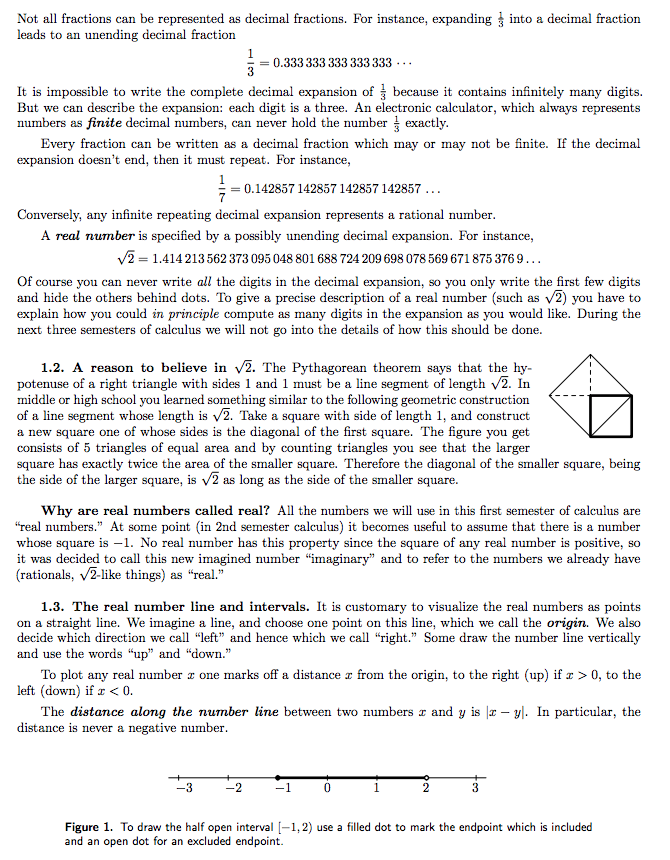 Not all fractions can be represented as decimal fractions. For instance, expanding 1/3 into a decimal fraction
leads to an unending decimal fraction
1/3 = 0.333 333 333 333 333 ···
It is impossible to write the complete decimal expansion of 1/3 because it contains infinitely many digits.
But we can describe the expansion: each digit is a three. An electronic calculator, which always represents
numbers as finite decimal numbers, can never hold the number 1/3 exactly.
Every fraction can be written as a decimal fraction which may or may not be finite. If the decimal
expansion doesn't end, then it must repeat. For instance,
1/7 = 0.142857 142857 142857 142857 ...
Conversely, any infinite repeating decimal expansion represents a rational number.
A real number is specified by a possibly unending decimal expansion. For instance,
√2 = 1.414 213 562 373 095 048 801 688 724 209 698 078 569 671 875 376 9 ...
Of course you can never write all the digits in the decimal expansion, so you only write the first few digits
and hide the others behind dots. To give a precise description of a real number (such as √2) you have to
explain how you could in principle compute as many digits in the expansion as you would like. During the
next three semesters of calculus we will not go into the details of how this should be done.
1.2. A reason to believe in √2. The Pythagorean theorem says that the hy-
potenuse of a right triangle with sides 1 and 1 must be a line segment of length √2. In
middle or high school you learned something similar to the following geometric construction
of a line segment whose length is √2. Take a square with side of length 1, and construct
a new square one of whose sides is the diagonal of the first square. The figure you get
consists of 5 triangles of equal area and by counting triangles you see that the larger
square has exactly twice the area of the smaller square. Therefore the diagonal of the smaller square, being
the side of the larger square, is √2 as long as the side of the smaller square.
Why are real numbers called real? All the numbers we will use in this first semester of calculus are
"real numbers." At some point (in 2nd semester calculus) it becomes useful to assume that there is a number
whose square is −1. No real number has this property since the square of any real number is positive, so
it was decided to call this new imagined number "imaginary" and to refer to the numbers we already have
(rationals, √2-like things) as "real."
1.3. The real number line and intervals. It is customary to visualize the real numbers as points
on a straight line. We imagine a line, and choose one point on this line, which we call the origin. We also
decide which direction we call "left" and hence which we call "right." Some draw the number line vertically
and use the words "up" and "down."
To plot any real number x one marks off a distance x from the origin, to the right (up) if x > 0, to the
left (down) if x < 0.
The distance along the number line between two numbers x and y is |x − y|. In particular, the
distance is never a negative number.
−3 −2 −1 0 1 2 3
Figure 1. To draw the half open interval [−1, 2) use a filled dot to mark the endpoint which is included
and an open dot for an excluded endpoint.